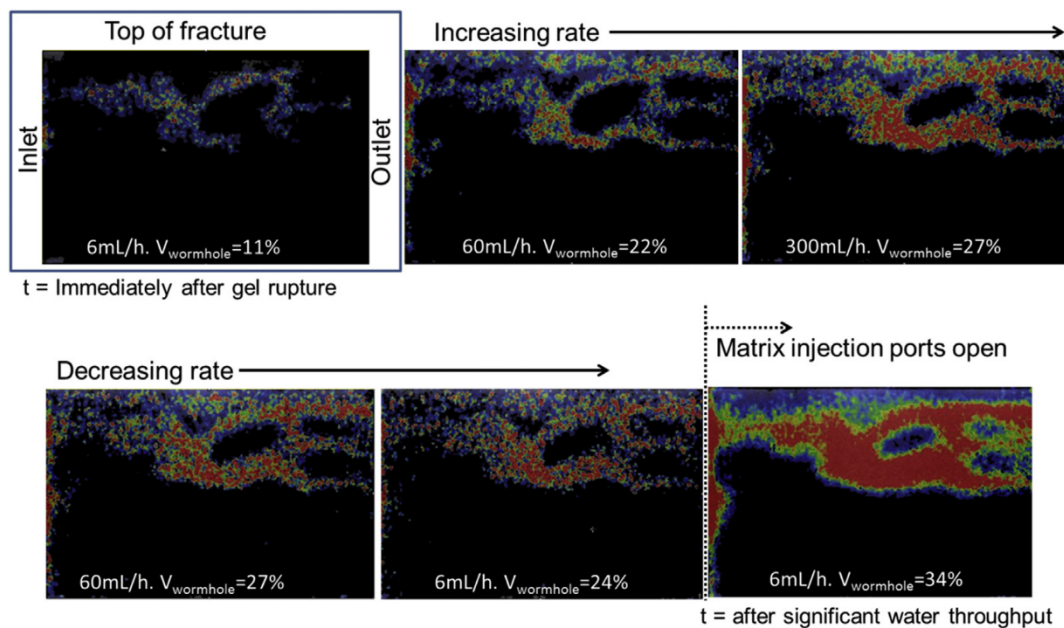 Top of fracture
Increasing rate
Inlet
Outlet
6mL/h. Vwormhole=11%
60mL/h. Vwormhole=22%
300mL/h. Vwormhole=27%
t = Immediately after gel rupture
Matrix injection ports open
Decreasing rate
60mL/h. Vwormhole=27%
6mL/h. Vwormhole=24%
6mL/h. Vwormhole=34%
t = after significant water throughput